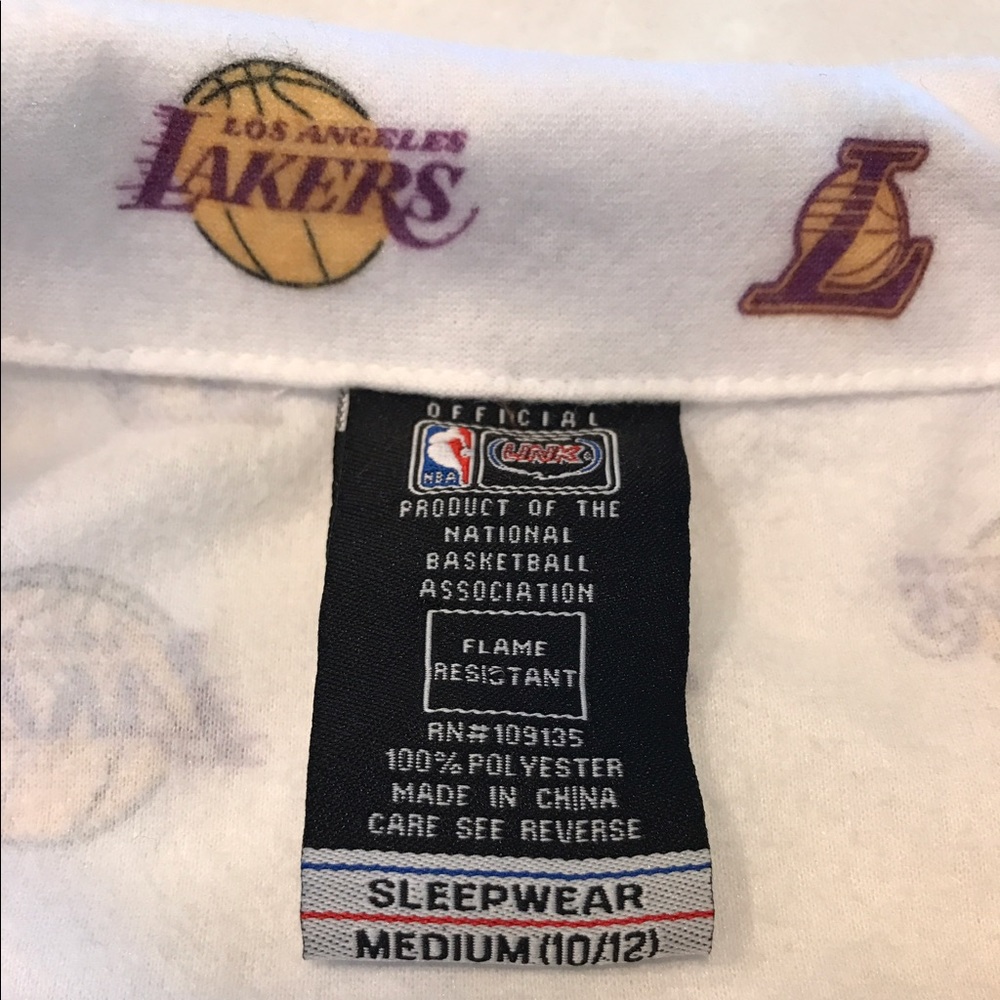 LOS ANGELES
LAKERS
L
OFFICIAL
NBA UNK
PRODUCT OF THE
NATIONAL
BASKETBALL
ASSOCIATION
FLAME
RESISTANT
RN#109135
100% POLYESTER
MADE IN CHINA
CARE SEE REVERSE
SLEEPWEAR
MEDIUM (10/12)